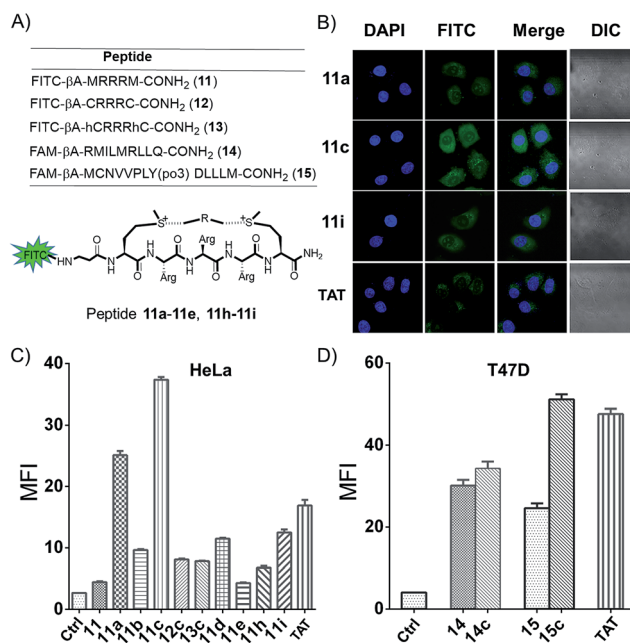 A)
Peptide
FITC-βA-MRRRM-CONH₂ (11)
FITC-βA-CRRRC-CONH₂ (12)
FITC-βA-hCRRRhC-CONH₂ (13)
FAM-βA-RMILMRLLQ-CONH₂ (14)
FAM-βA-MCNVVPLY(po3) DLLLM-CONH₂ (15)
S⁺ R S⁺
FITC
O O Arg O O
HN N H N H N H N H N H NH₂
O Arg O Arg O
Peptide 11a-11e, 11h-11i
B)
DAPI FITC Merge DIC
11a
11c
11i
TAT
C)
HeLa
MFI
40
30
20
10
0
Ctrl 11 11a 11b 11c 12c 13c 11d 11e 11h 11i TAT
D)
T47D
MFI
60
40
20
0
Ctrl 14 14c 15 5c TAT